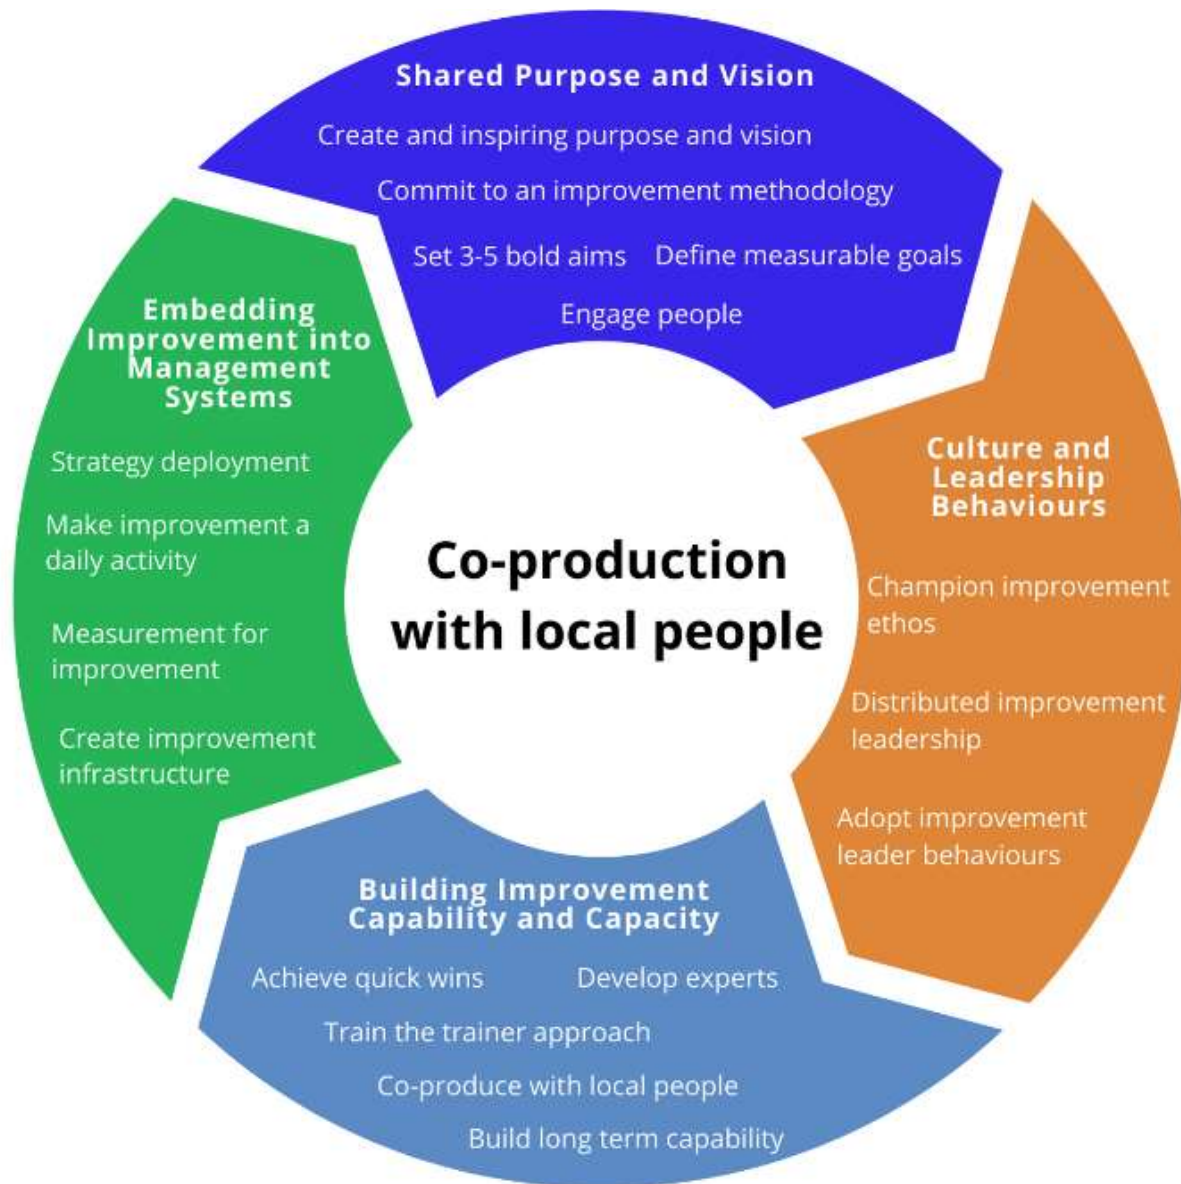 Shared Purpose and Vision
Create and inspiring purpose and vision
Commit to an improvement methodology
Set 3-5 bold aims
Define measurable goals
Engage people
Culture and
Leadership
Behaviours
Champion improvement
ethos
Distributed improvement
leadership
Adopt improvement
leader behaviours
Building Improvement
Capability and Capacity
Achieve quick wins
Develop experts
Train the trainer approach
Co-produce with local people
Build long term capability
Embedding
Improvement into
Management
Systems
Strategy deployment
Make improvement a
daily activity
Measurement for
improvement
Create improvement
infrastructure
Co-production
with local people